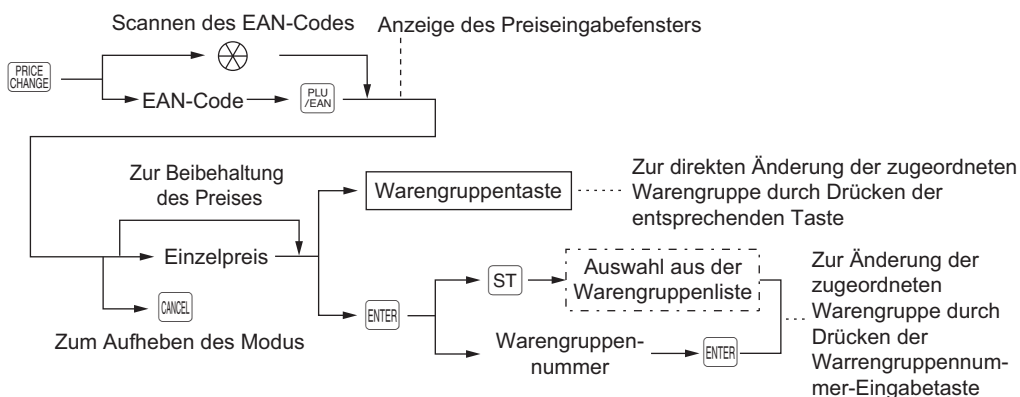 Scannen des EAN-Codes
Anzeige des Preiseingabefensters
PRICE
CHANGE
EAN-Code
PLU
/EAN
Zur Beibehaltung
des Preises
Einzelpreis
CANCEL
Zum Aufheben des Modus
Warengruppentaste
Zur direkten Änderung der zugeordneten
Warengruppe durch Drücken der
entsprechenden Taste
ENTER
ST
Auswahl aus der
Warengruppenliste
Warengruppen-
nummer
ENTER
Zur Änderung der
zugeordneten
Warengruppe durch
Drücken der
Warrengruppennum-
mer-Eingabetaste